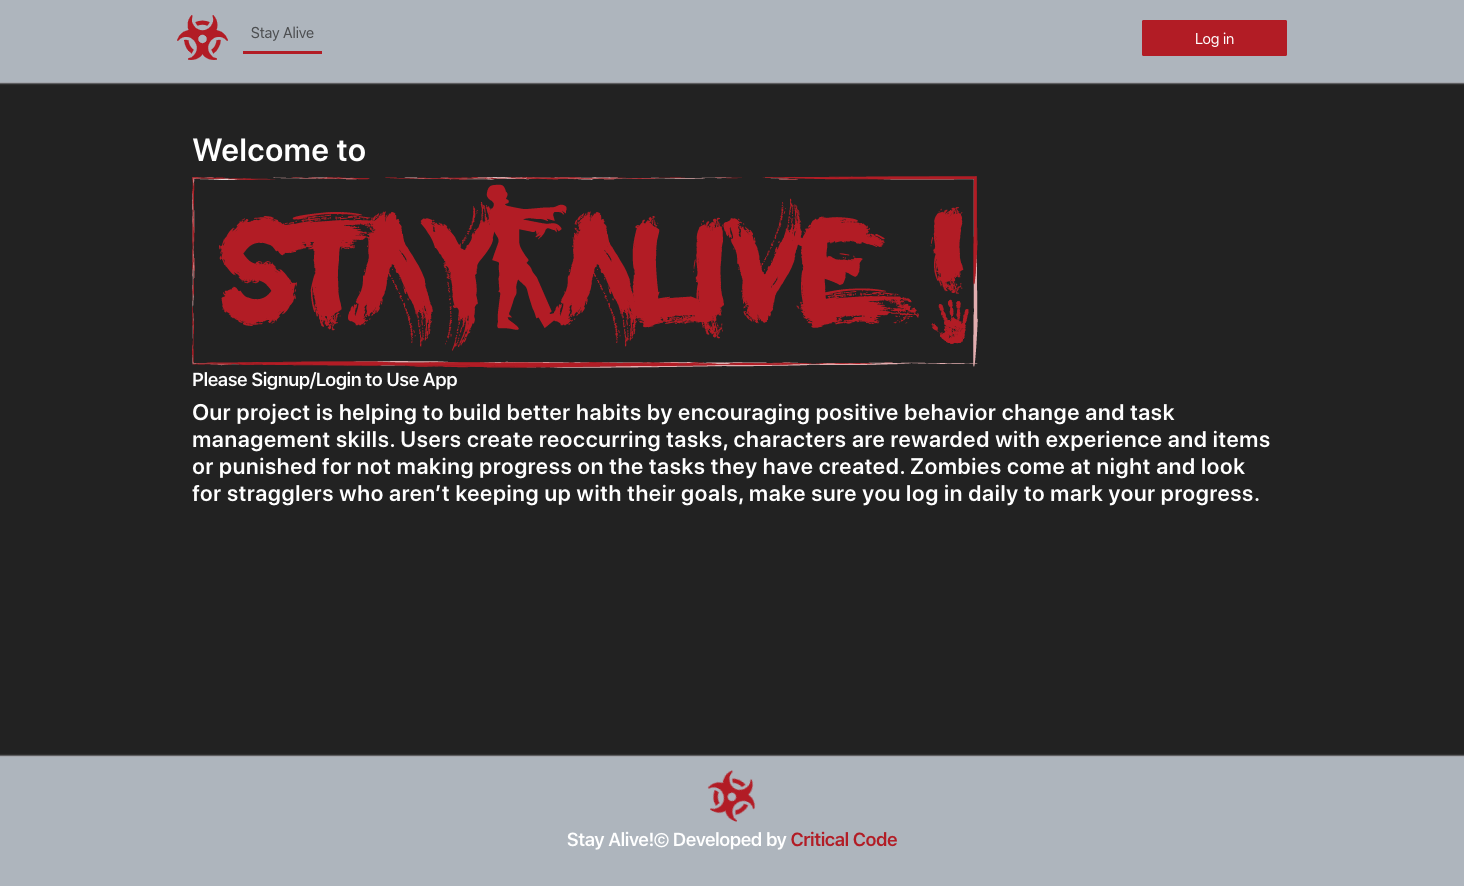 Stay Alive
Log in
Welcome to
STAY ALIVE!
Please Signup/Login to Use App
Our project is helping to build better habits by encouraging positive behavior change and task
management skills. Users create reoccurring tasks, characters are rewarded with experience and items
or punished for not making progress on the tasks they have created. Zombies come at night and look
for stragglers who aren’t keeping up with their goals, make sure you log in daily to mark your progress.
Stay Alive!© Developed by Critical Code